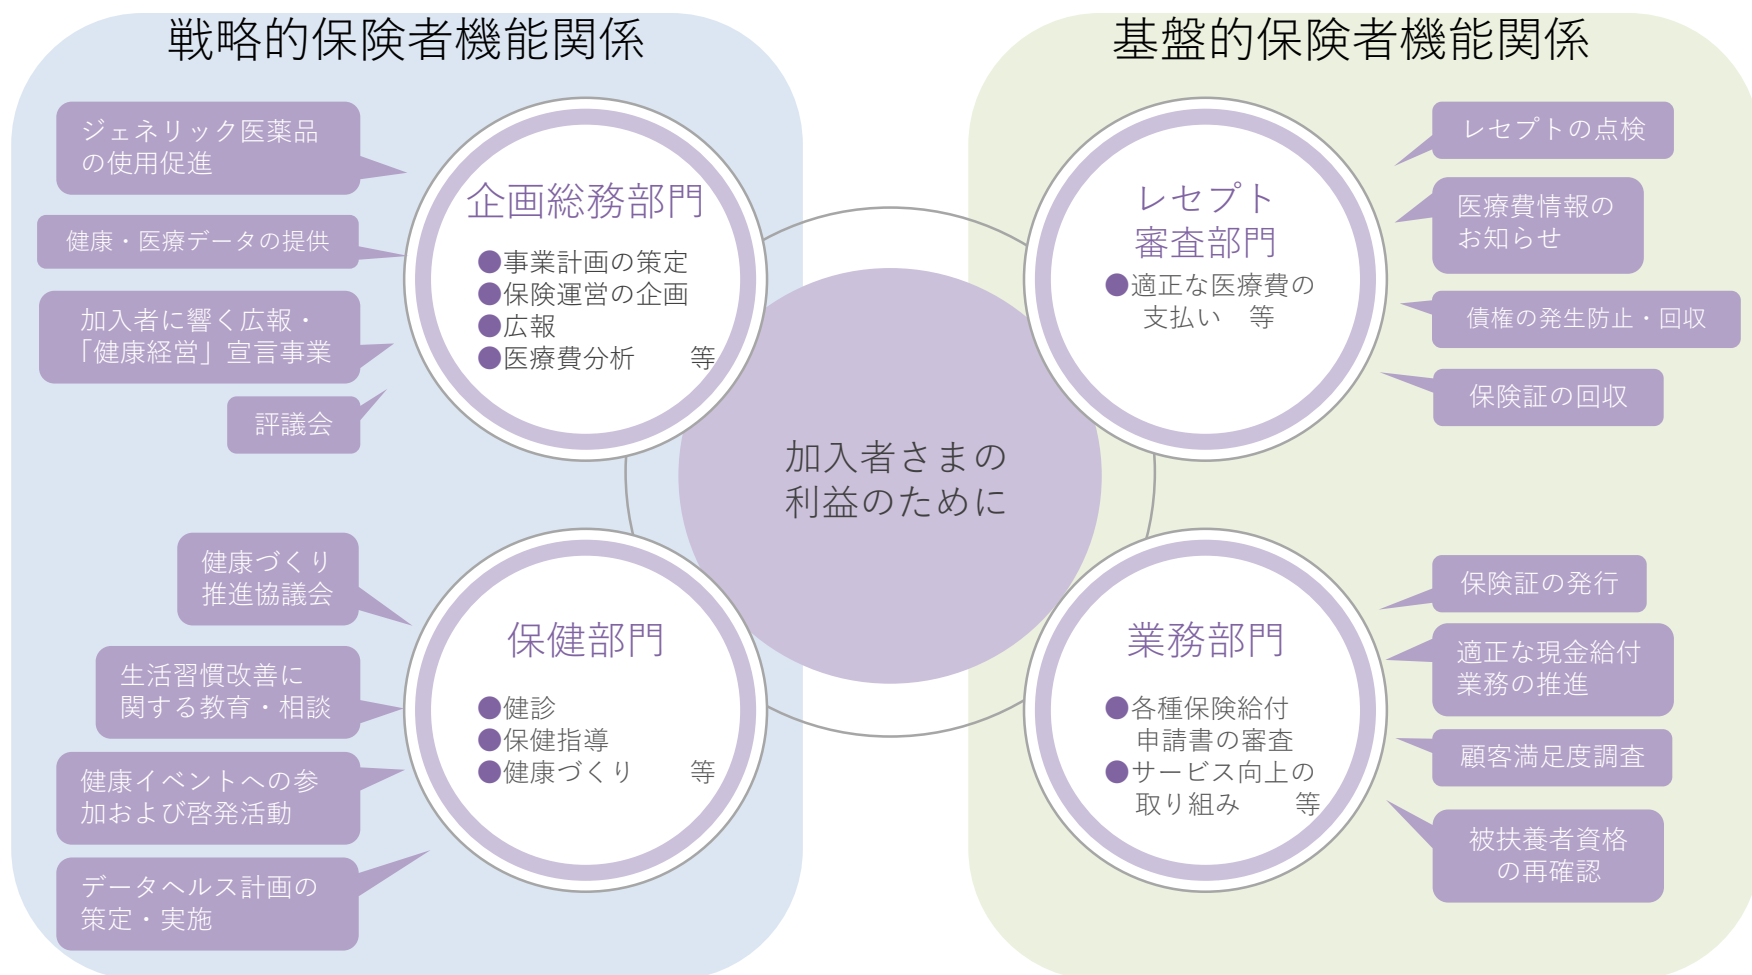 戦略的保険者機能関係
ジェネリック医薬品
の使用促進
健康・医療データの提供
加入者に響く広報・
「健康経営」宣言事業
評議会
企画総務部門
●事業計画の策定
●保険運営の企画
●広報
●医療費分析　　等
健康づくり
推進協議会
生活習慣改善に
関する教育・相談
健康イベントへの参
加および啓発活動
データヘルス計画の
策定・実施
保健部門
●健診
●保健指導
●健康づくり　　等
加入者さまの
利益のために
基盤的保険者機能関係
レセプト
審査部門
●適正な医療費の
支払い　等
レセプトの点検
医療費情報の
お知らせ
債権の発生防止・回収
保険証の回収
業務部門
●各種保険給付
申請書の審査
●サービス向上の
取り組み　　等
保険証の発行
適正な現金給付
業務の推進
顧客満足度調査
被扶養者資格
の再確認